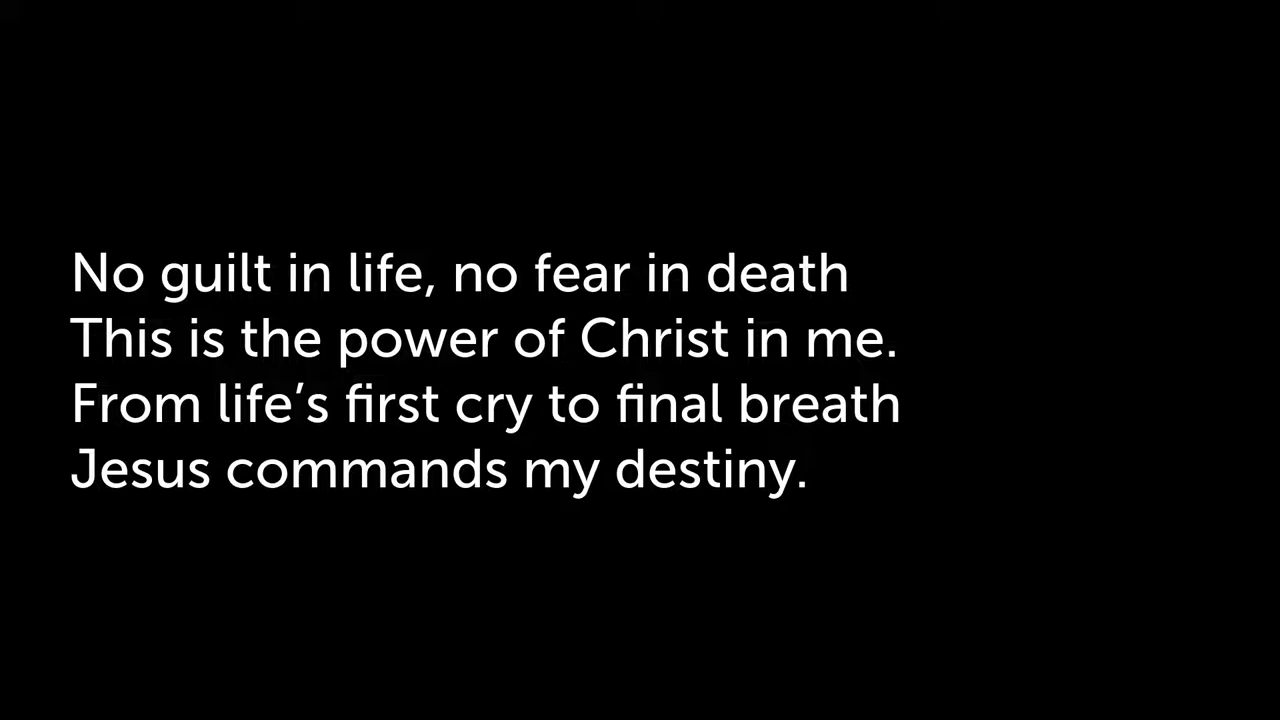 No guilt in life, no fear in death
This is the power of Christ in me.
From life’s first cry to final breath
Jesus commands my destiny.